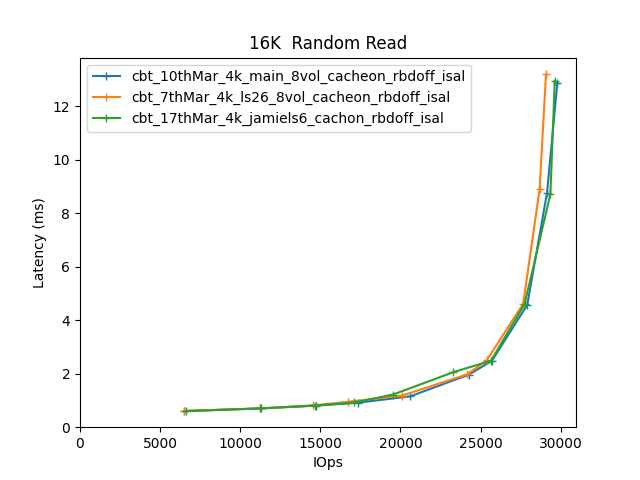 16K  Random Read
cbt_10thMar_4k_main_8vol_cacheon_rbdoff_isal
cbt_7thMar_4k_ls26_8vol_cacheon_rbdoff_isal
cbt_17thMar_4k_jamiels6_cachon_rbdoff_isal
Latency (ms)
12
10
8
6
4
2
0
0 5000 10000 15000 20000 25000 30000
IOps